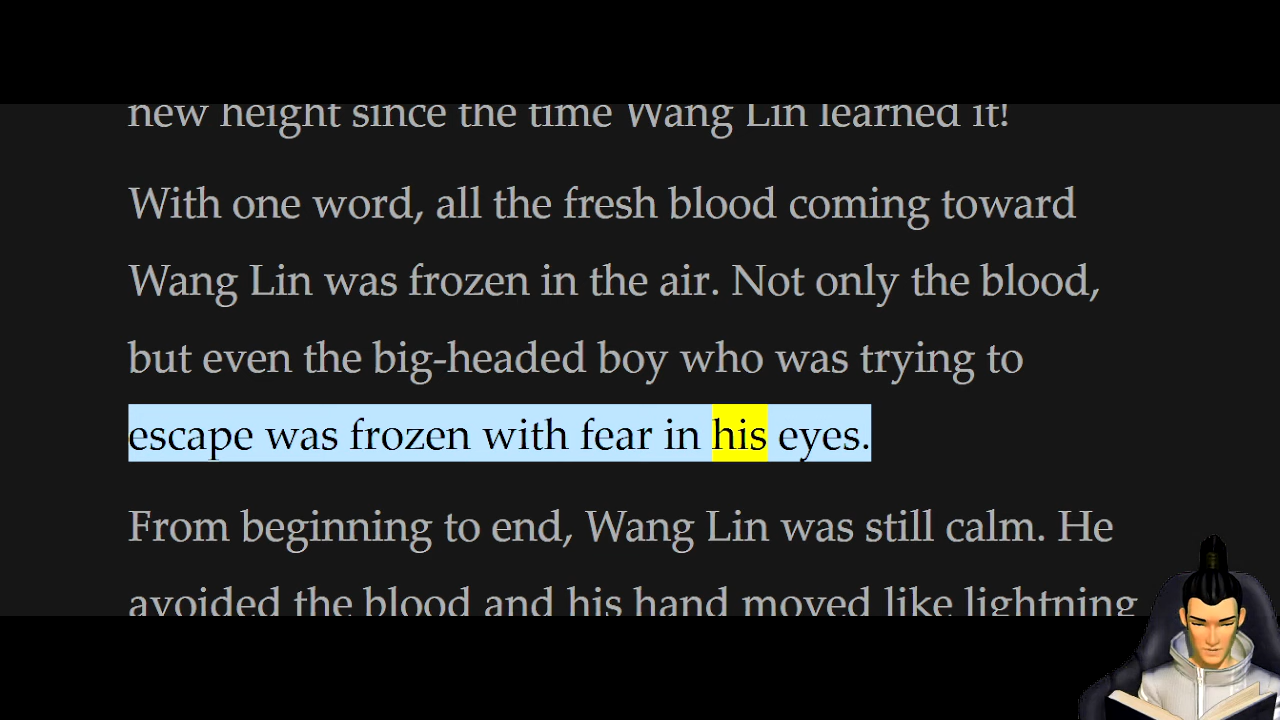 new height since the time Wang Lin learned it!
With one word, all the fresh blood coming toward
Wang Lin was frozen in the air. Not only the blood,
but even the big-headed boy who was trying to
escape was frozen with fear in his eyes.
From beginning to end, Wang Lin was still calm. He
avoided the blood and his hand moved like lightning